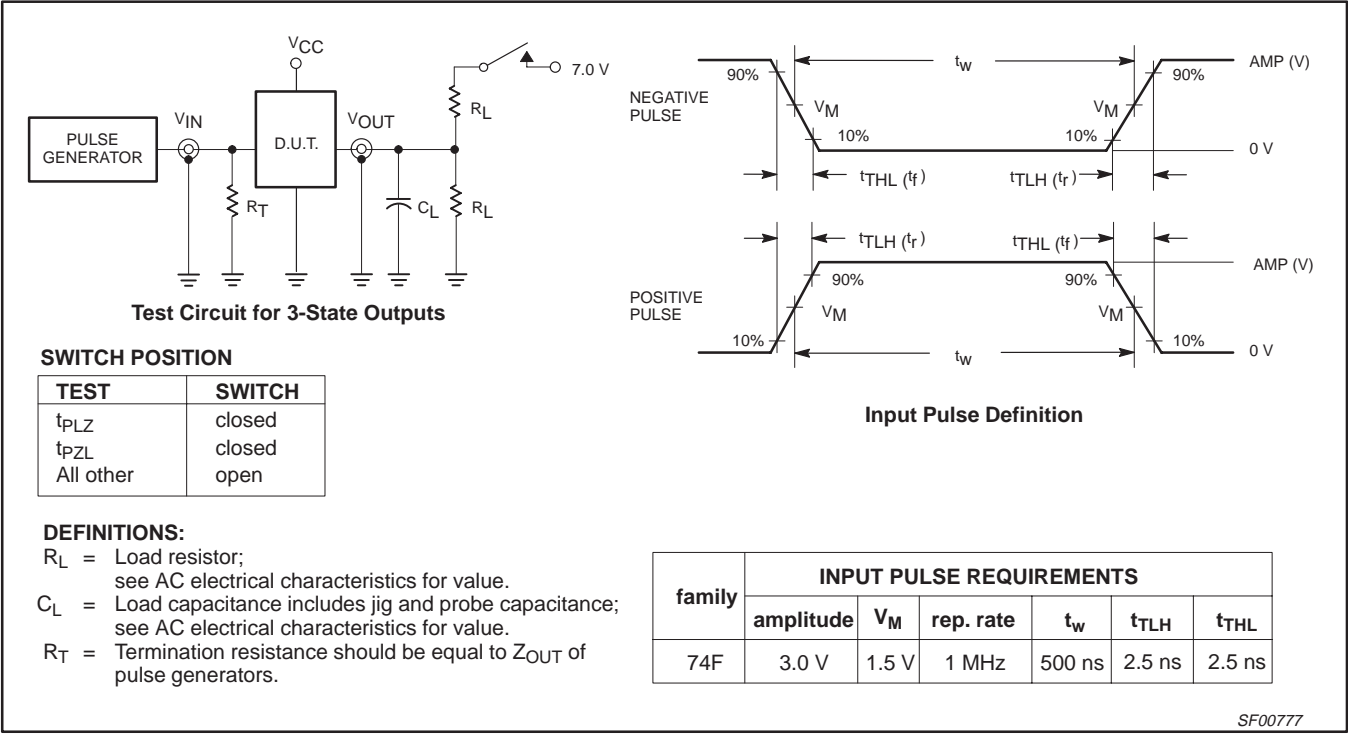 VCC
7.0 V
RL
VIN
VOUT
PULSE
GENERATOR
D.U.T.
RT
CL
RL
Test Circuit for 3-State Outputs
SWITCH POSITION
TEST SWITCH
tPLZ closed
tPZL closed
All other open
DEFINITIONS:
RL = Load resistor;
see AC electrical characteristics for value.
CL = Load capacitance includes jig and probe capacitance;
see AC electrical characteristics for value.
RT = Termination resistance should be equal to ZOUT of
pulse generators.
NEGATIVE
PULSE
90% tw 90% AMP (V)
VM VM
10% 10% 0 V
tTHL (tf) tTLH (tr)
tTLH (tr) tTHL (tf)
AMP (V)
90% 90%
POSITIVE
PULSE
VM VM
10% tw 10% 0 V
Input Pulse Definition
family INPUT PULSE REQUIREMENTS
amplitude VM rep. rate tw tTLH tTHL
74F 3.0 V 1.5 V 1 MHz 500 ns 2.5 ns 2.5 ns
SF00777